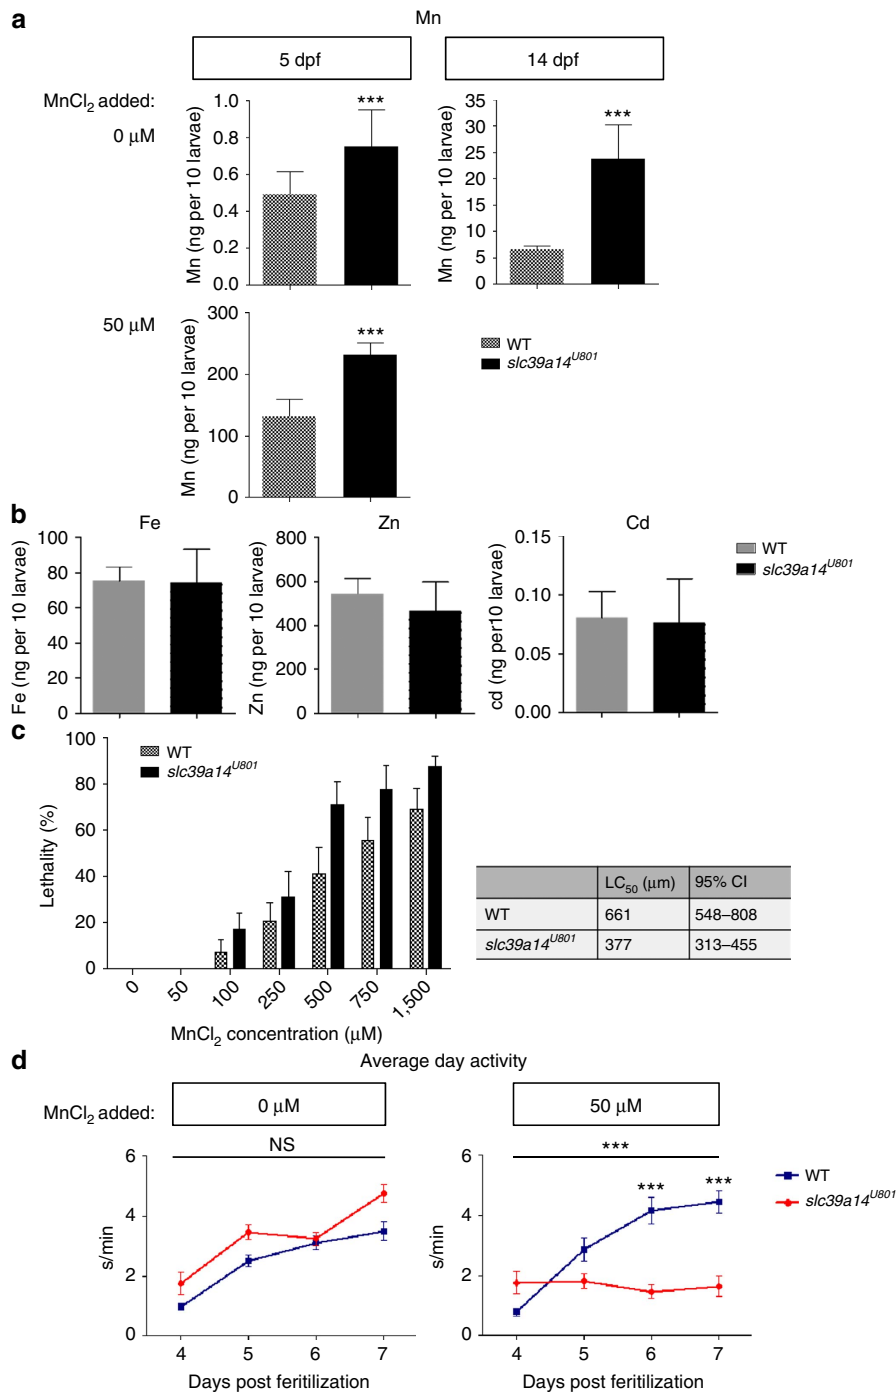 a
Mn
5 dpf
14 dpf
MnCl₂ added:
0 μM
Mn (ng per 10 larvae)
1.0
0.8
0.6
0.4
0.2
0.0
***
Mn (ng per 10 larvae)
35
30
25
20
15
10
5
0
***
50 μM
Mn (ng per 10 larvae)
300
200
100
0
***
WT
slc39a14ᵁ⁸⁰¹
b
Fe
Fe (ng per 10 larvae)
100
80
60
40
20
0
Zn
Zn (ng per 10 larvae)
800
600
400
200
0
Cd
cd (ng per10 larvae)
0.15
0.10
0.05
0.00
WT
slc39a14ᵁ⁸⁰¹
c
Lethality (%)
100
80
60
40
20
0
WT
slc39a14ᵁ⁸⁰¹
0 50 100 250 500 750 1,500
MnCl₂ concentration (μM)
LC₅₀ (μm) 95% CI
WT 661 548–808
slc39a14ᵁ⁸⁰¹ 377 313–455
d
Average day activity
MnCl₂ added:
0 μM
50 μM
NS
s/min
6
4
2
0
4 5 6 7
Days post feritilization
***
*** ***
s/min
6
4
2
0
4 5 6 7
Days post feritilization
WT
slc39a14ᵁ⁸⁰¹